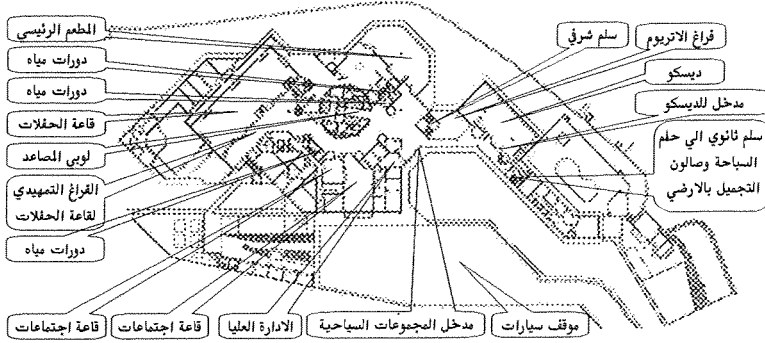 المطعم الرئيسي
دورات مياه
دورات مياه
قاعة الحفلات
لوبي المصاعد
الفراغ التمهيدي
لقاعة الحفلات
دورات مياه
سلم شرفي
فراغ الاتريوم
ديسكو
مدخل للديسكو
سلم ثانوي الي حمام
السباحة وصالون
التجميل بالارضي
قاعة اجتماعات
قاعة اجتماعات
الادارة العليا
مدخل المجموعات السياحية
موقف سيارات